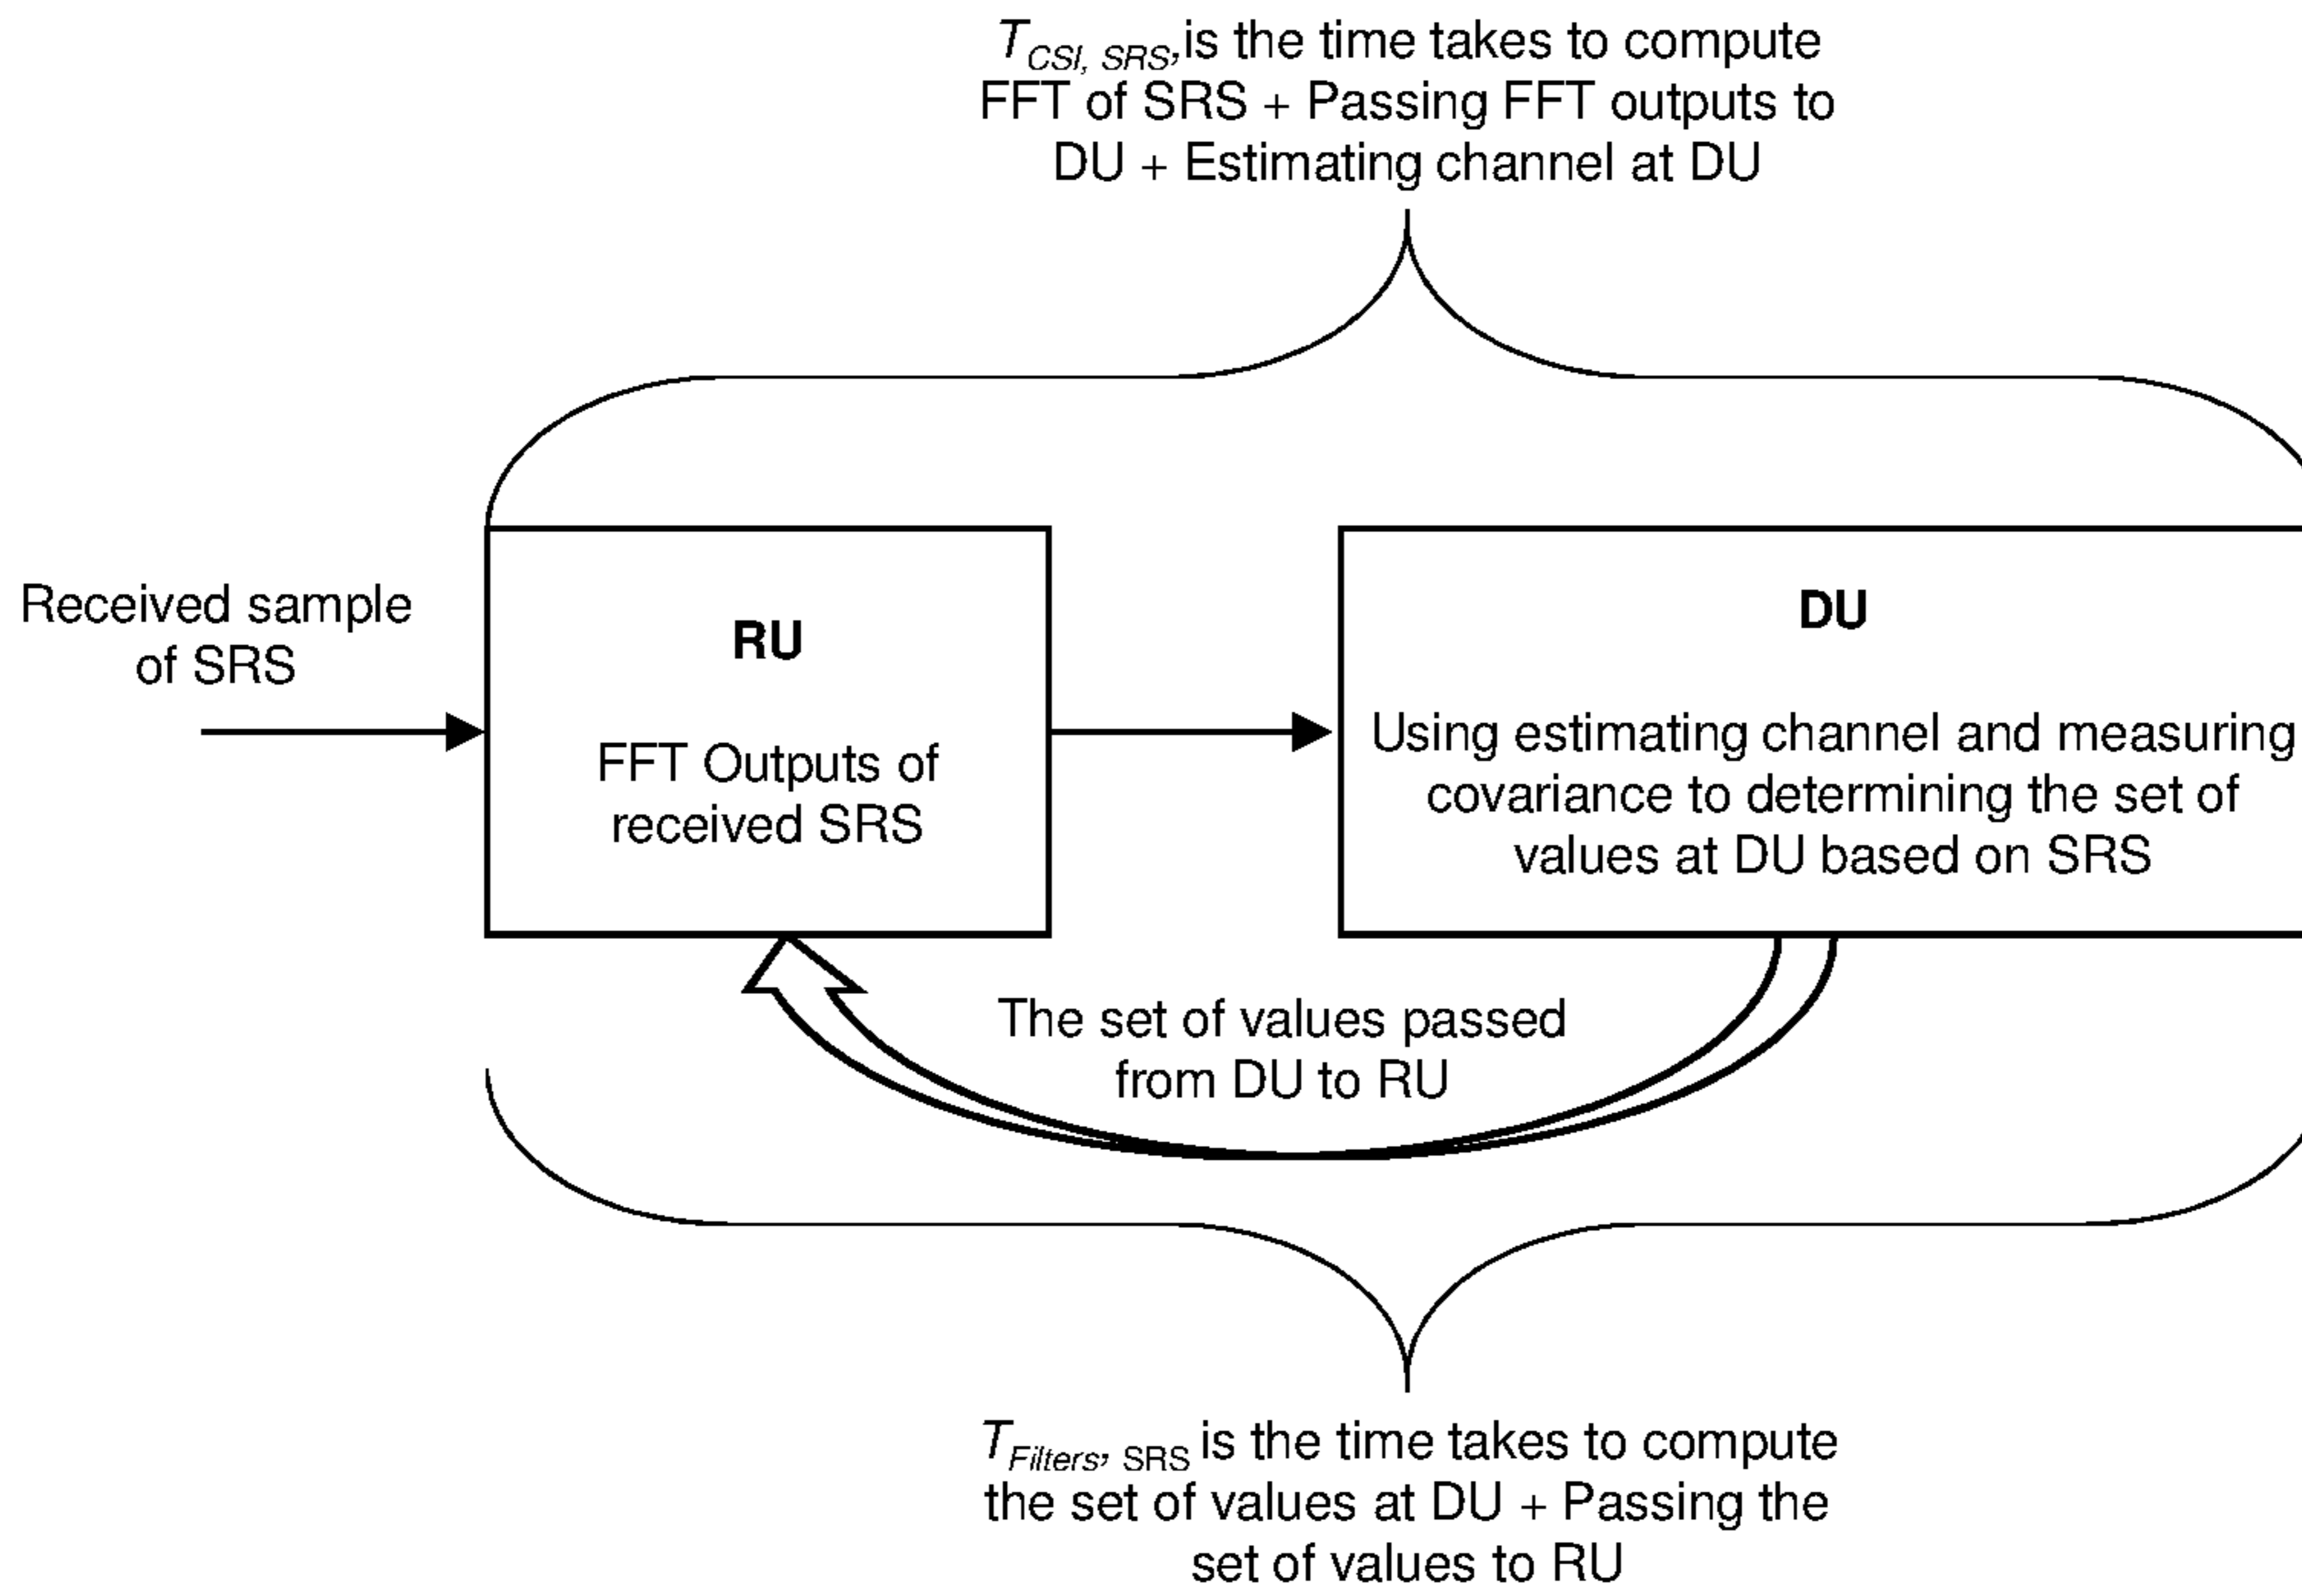 T_CSI, SRS, is the time takes to compute
FFT of SRS + Passing FFT outputs to
DU + Estimating channel at DU
Received sample
of SRS
RU
FFT Outputs of
received SRS
DU
Using estimating channel and measuring
covariance to determining the set of
values at DU based on SRS
The set of values passed
from DU to RU
T_Filters, SRS is the time takes to compute
the set of values at DU + Passing the
set of values to RU